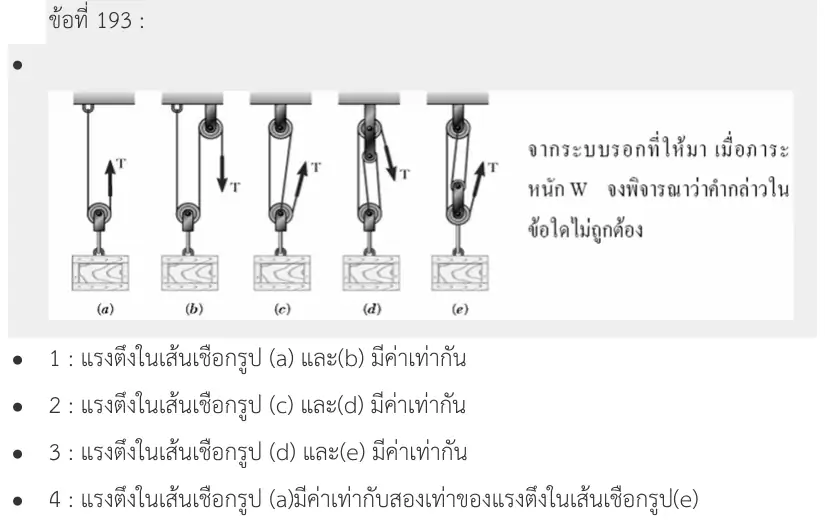 ข้อที่ 193 :
T
T
T
T
T
(a)
(b)
(c)
(d)
(e)
จากระบบรอกที่ให้มา เมื่อภาระ
หนัก W จงพิจารณาว่าคำกล่าวใน
ข้อใดไม่ถูกต้อง
1 : แรงตึงในเส้นเชือกรูป (a) และ(b) มีค่าเท่ากัน
2 : แรงตึงในเส้นเชือกรูป (c) และ(d) มีค่าเท่ากัน
3 : แรงตึงในเส้นเชือกรูป (d) และ(e) มีค่าเท่ากัน
4 : แรงตึงในเส้นเชือกรูป (a)มีค่าเท่ากับสองเท่าของแรงตึงในเส้นเชือกรูป(e)